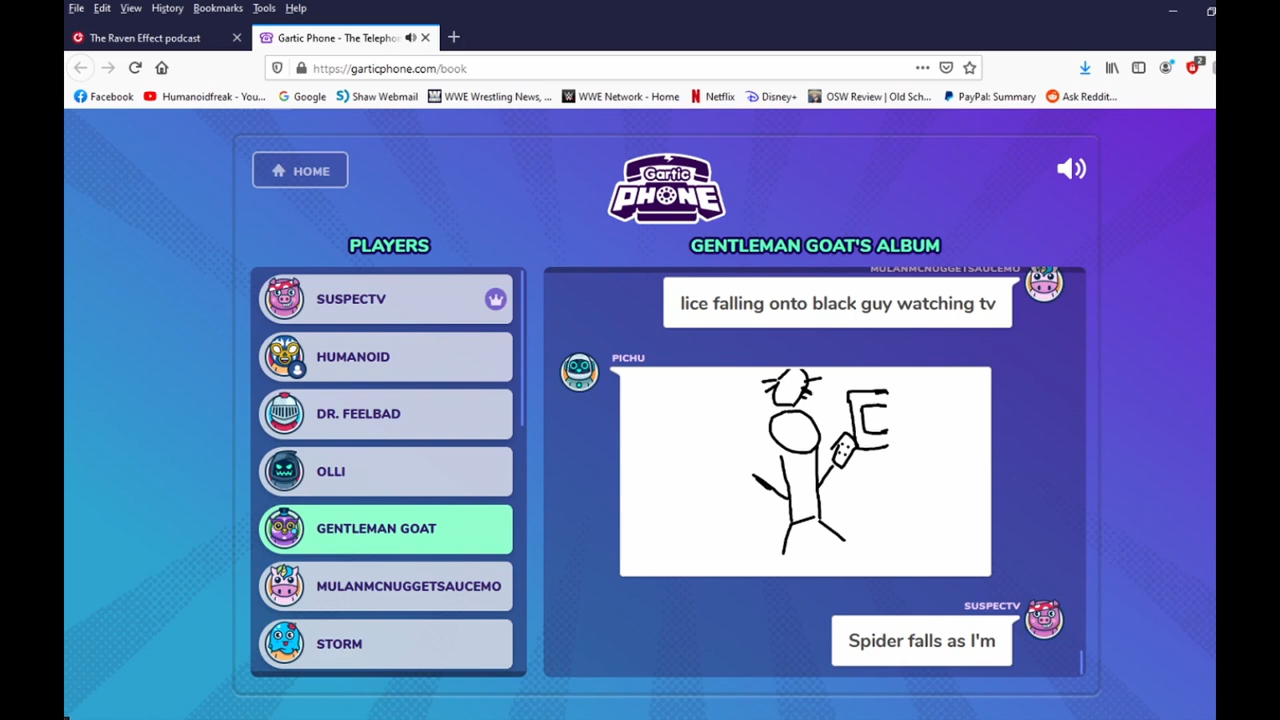 File Edit View History Bookmarks Tools Help
The Raven Effect podcast
Gartic Phone - The Telepho
https://garticphone.com/book
2
Facebook Humanoidfreak - You... Google Shaw Webmail WWE Wrestling News, ... WWE Network - Home Netflix Disney+ OSW Review | Old Sch... PayPal: Summary Ask Reddit...
HOME
Gartic
PHONE
PLAYERS
SUSPECTV
HUMANOID
DR. FEELBAD
OLLI
GENTLEMAN GOAT
MULANMCNUGGETSAUCEMO
STORM
GENTLEMAN GOAT'S ALBUM
MULANMCNUGGETSAUCEMO
lice falling onto black guy watching tv
PICHU
SUSPECTV
Spider falls as I'm